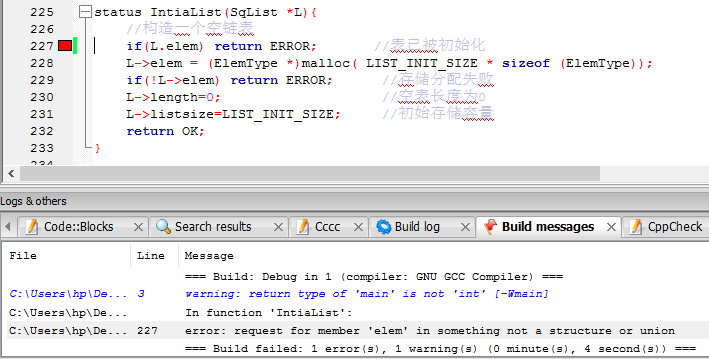 225 status IntiaList(SqList *L){
226 //构造一个空链表
227 if(L.elem) return ERROR; //表已被初始化
228 L->elem = (ElemType *)malloc( LIST_INIT_SIZE * sizeof (ElemType));
229 if(!L->elem) return ERROR; //存储分配失败
230 L->length=0; //空表长度为0
231 L->listsize=LIST_INIT_SIZE; //初始存储容量
232 return OK;
233 }
234
Logs & others
Code::Blocks Search results Cccc Build log Build messages CppCheck
File Line Message
=== Build: Debug in 1 (compiler: GNU GCC Compiler) ===
C:\Users\hp\De... 3 warning: return type of 'main' is not 'int' [-Wmain]
C:\Users\hp\De... In function 'IntiaList':
C:\Users\hp\De... 227 error: request for member 'elem' in something not a structure or union
=== Build failed: 1 error(s), 1 warning(s) (0 minute(s), 4 second(s)) ===